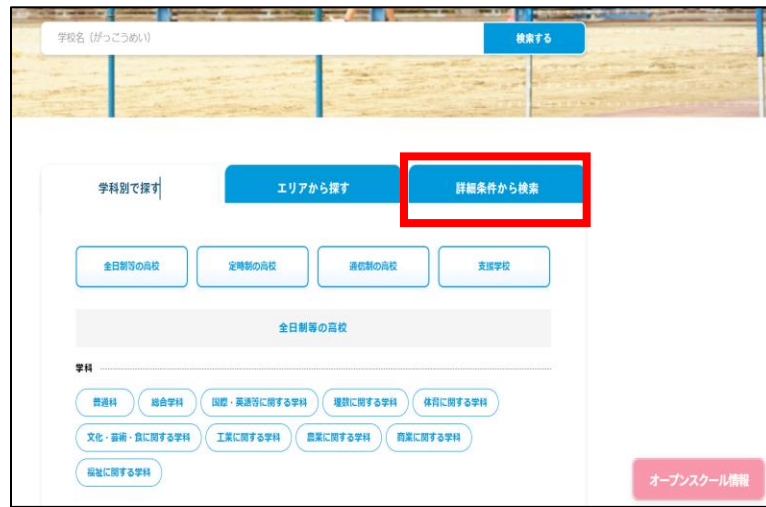 学校名（がっこうめい）
検索する
学科別で探す
エリアから探す
詳細条件から検索
全日制等の高校
定時制の高校
通信制の高校
支援学校
全日制等の高校
学科
普通科
総合学科
国際・英語等に関する学科
理数に関する学科
体育に関する学科
文化・芸術・食に関する学科
工業に関する学科
農業に関する学科
商業に関する学科
福祉に関する学科
オープンスクール情報